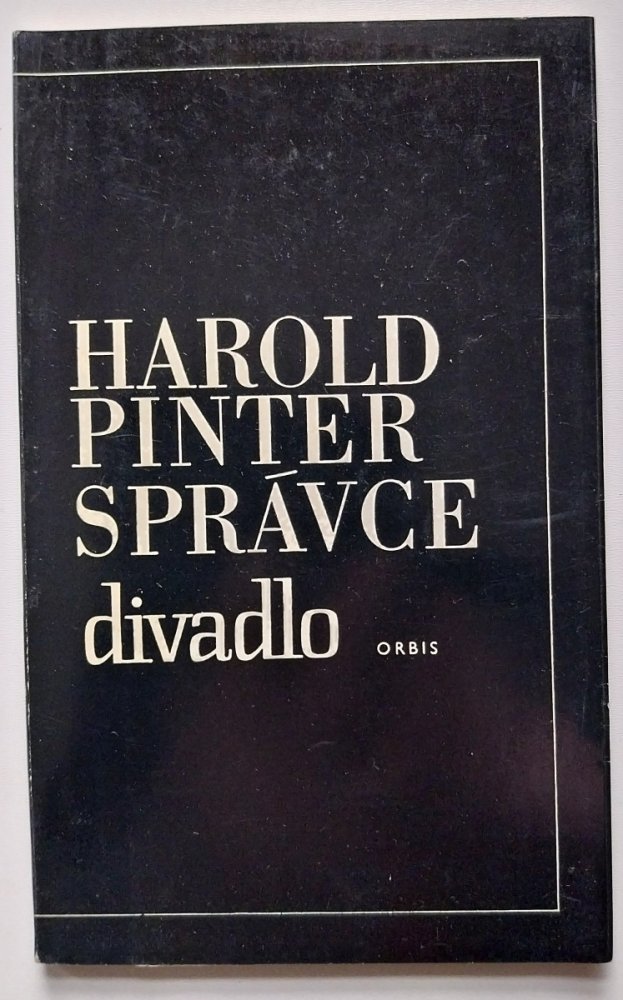 HAROLD
PINTER
SPRÁVCE
divadlo ORBIS